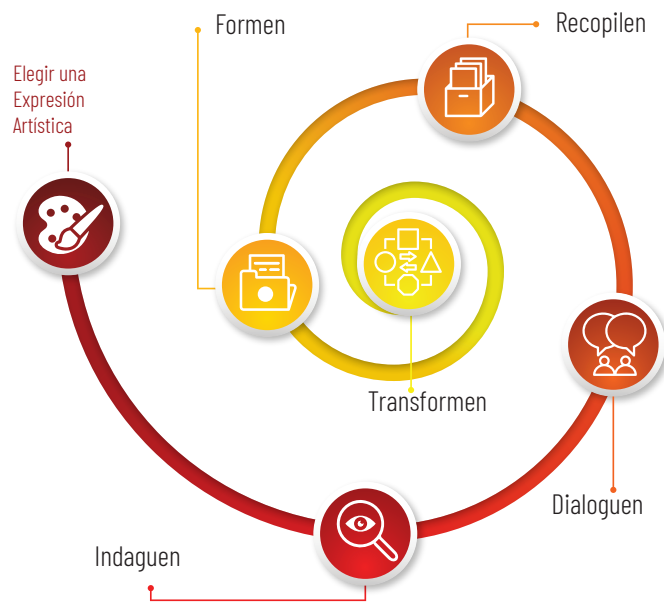 Formen
Recopilen
Elegir una
Expresión
Artística
Transformen
Dialoguen
Indaguen